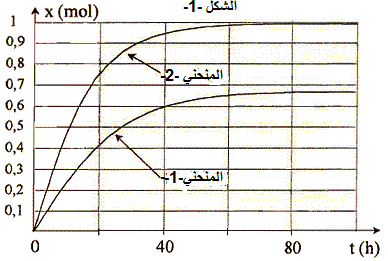 الشكل -1-
x (mol)
1
0,9
0,8
0,7
0,6
0,5
0,4
0,3
0,2
0,1
المنحني -2-
المنحني-1-
0
40
80
t (h)